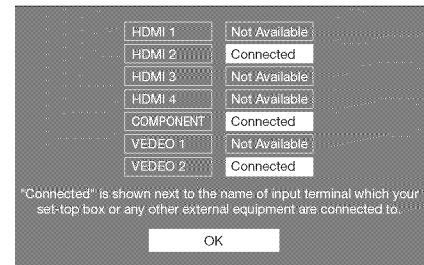 HDMI 1 Not Available
HDMI 2 Connected
HDMI 3 Not Available
HDMI 4 Not Available
COMPONENT Connected
VEDEO 1 Not Available
VEDEO 2 Connected
"Connected" is shown next to the name of input terminal which your
set-top box or any other external equipment are connected to.
OK